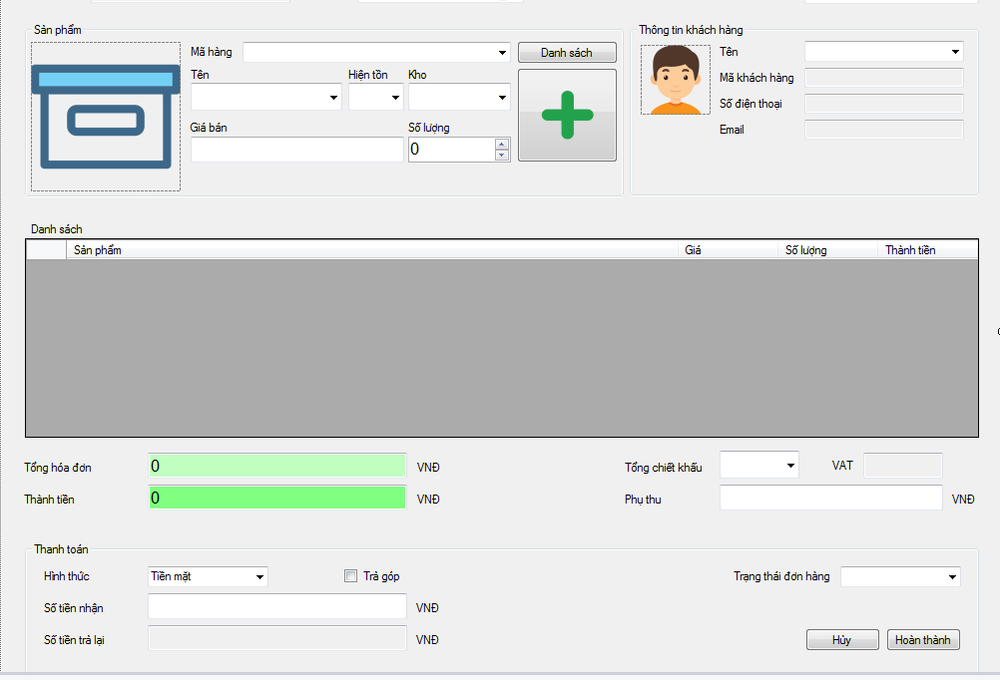 Sản phẩm
Mã hàng
Danh sách
Tên Hiện tồn Kho
Giá bán Số lượng
0
Thông tin khách hàng
Tên
Mã khách hàng
Số điện thoại
Email
Danh sách
Sản phẩm Giá Số lượng Thành tiền
Tổng hóa đơn 0 VNĐ Tổng chiết khấu VAT
Thành tiền 0 VNĐ Phụ thu VNĐ
Thanh toán
Hình thức Tiền mặt Trả góp Trạng thái đơn hàng
Số tiền nhận VNĐ
Số tiền trả lại VNĐ Hủy Hoàn thành